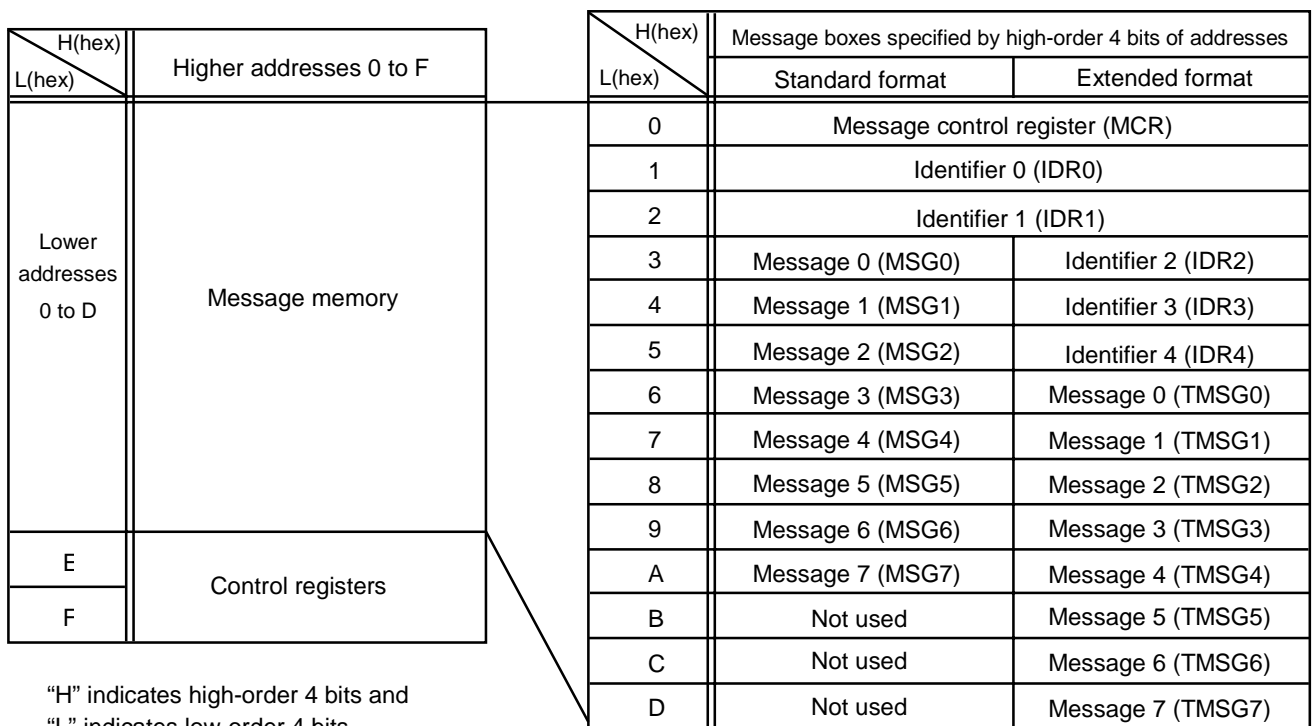 H(hex)
L(hex)
Higher addresses 0 to F
Lower
addresses
0 to D
Message memory
E
F
Control registers
“H” indicates high-order 4 bits and
“L” indicates low-order 4 bits
H(hex)
L(hex)
Message boxes specified by high-order 4 bits of addresses
Standard format Extended format
0 Message control register (MCR)
1 Identifier 0 (IDR0)
2 Identifier 1 (IDR1)
3 Message 0 (MSG0) Identifier 2 (IDR2)
4 Message 1 (MSG1) Identifier 3 (IDR3)
5 Message 2 (MSG2) Identifier 4 (IDR4)
6 Message 3 (MSG3) Message 0 (TMSG0)
7 Message 4 (MSG4) Message 1 (TMSG1)
8 Message 5 (MSG5) Message 2 (TMSG2)
9 Message 6 (MSG6) Message 3 (TMSG3)
A Message 7 (MSG7) Message 4 (TMSG4)
B Not used Message 5 (TMSG5)
C Not used Message 6 (TMSG6)
D Not used Message 7 (TMSG7)